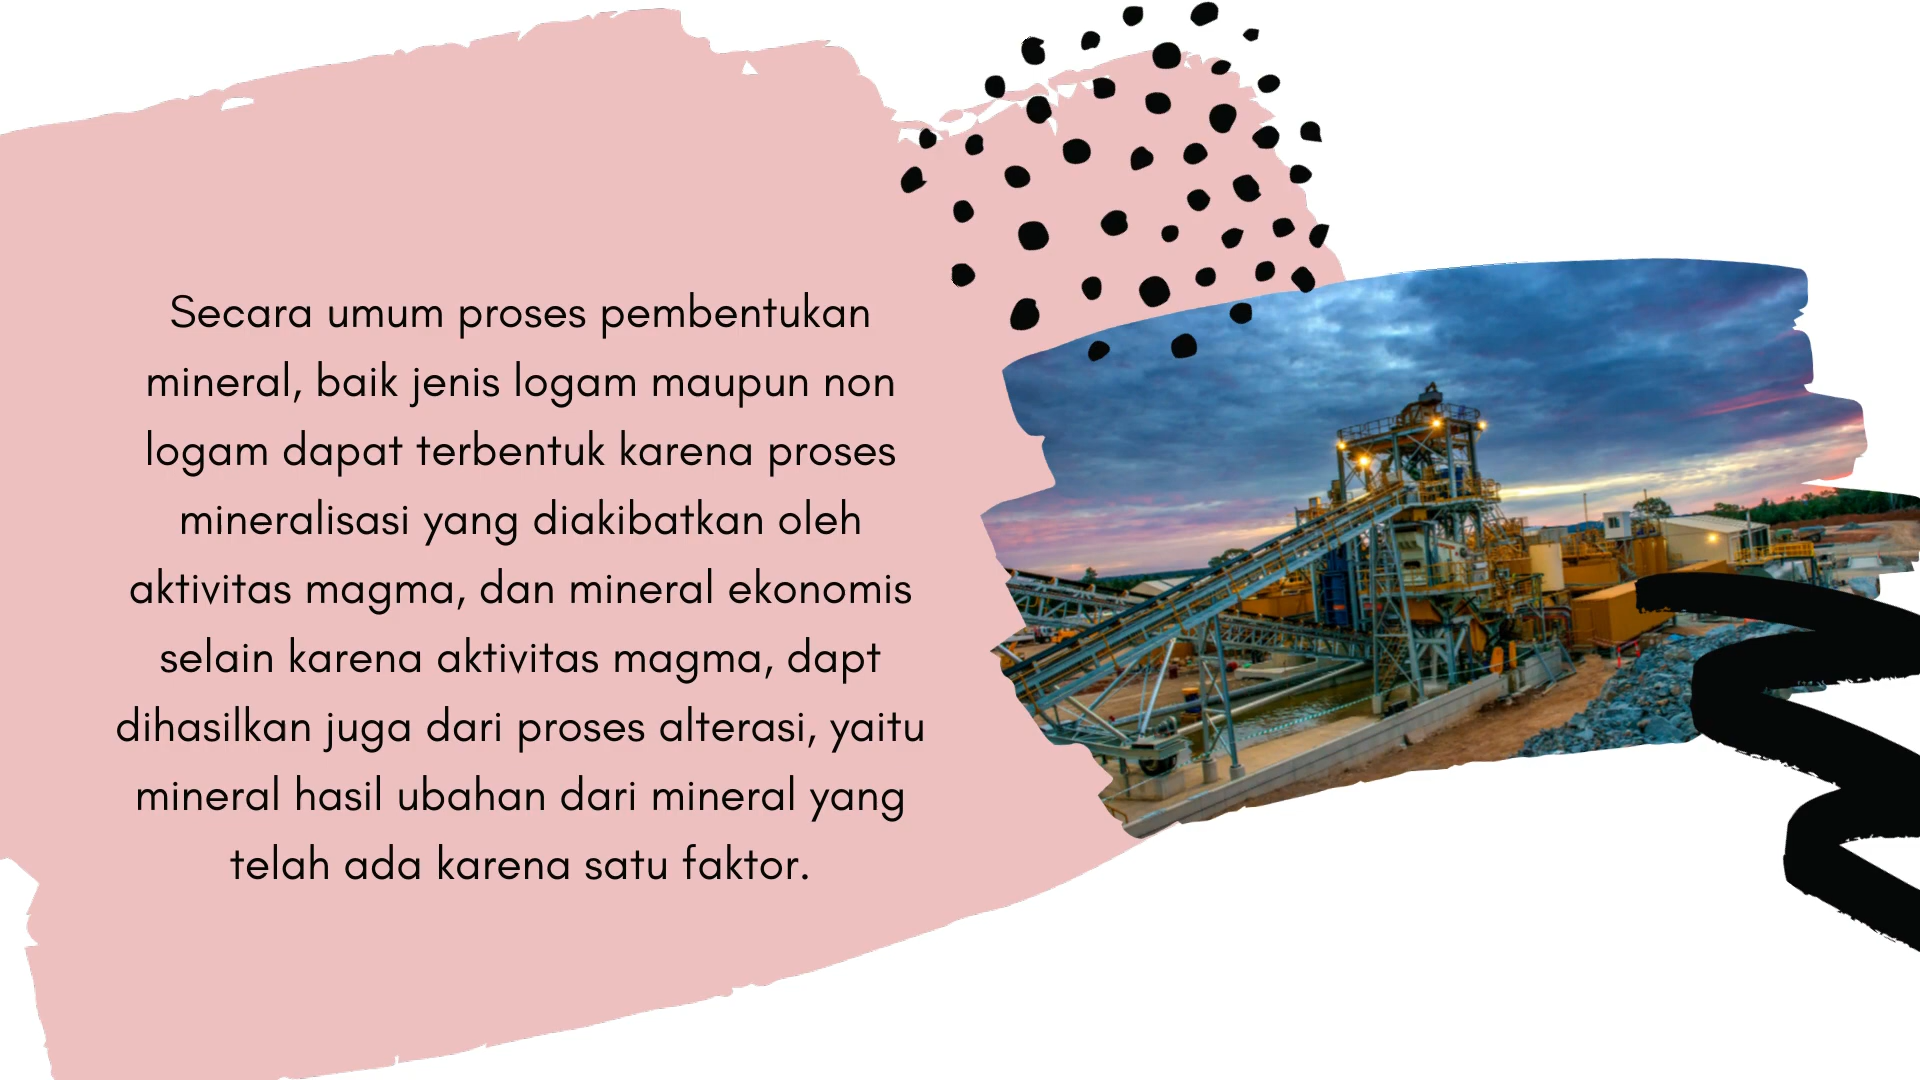 Secara umum proses pembentukan
mineral, baik jenis logam maupun non
logam dapat terbentuk karena proses
mineralisasi yang diakibatkan oleh
aktivitas magma, dan mineral ekonomis
selain karena aktivitas magma, dapt
dihasilkan juga dari proses alterasi, yaitu
mineral hasil ubahan dari mineral yang
telah ada karena satu faktor.